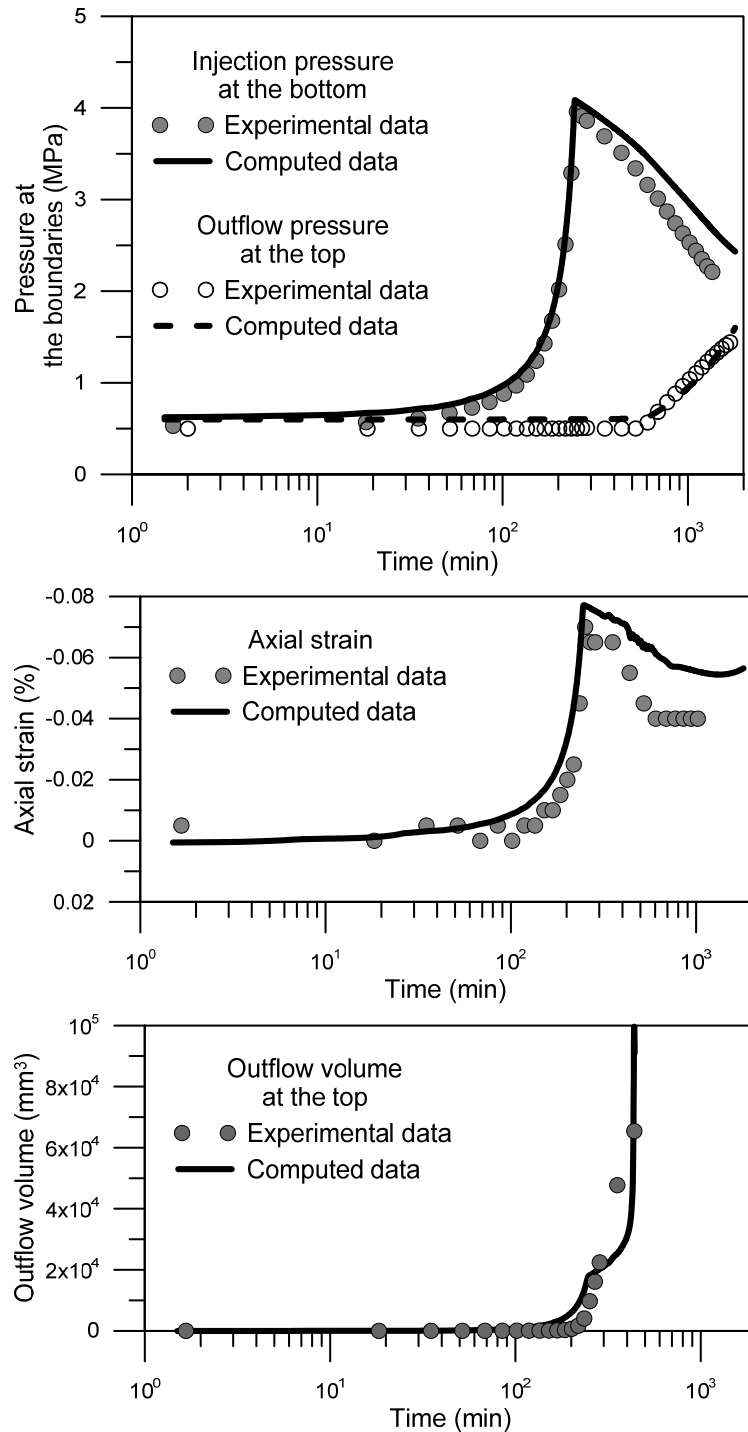 5
4
3
2
1
0
Pressure at
the boundaries (MPa)
Injection pressure
at the bottom
Experimental data
Computed data
Outflow pressure
at the top
Experimental data
Computed data
10⁰ 10¹ 10² 10³
Time (min)
-0.08
-0.06
-0.04
-0.02
0
0.02
Axial strain (%)
Axial strain
Experimental data
Computed data
10⁰ 10¹ 10² 10³
Time (min)
10⁵
8x10⁴
6x10⁴
4x10⁴
2x10⁴
0
Outflow volume (mm³)
Outflow volume
at the top
Experimental data
Computed data
10⁰ 10¹ 10² 10³
Time (min)